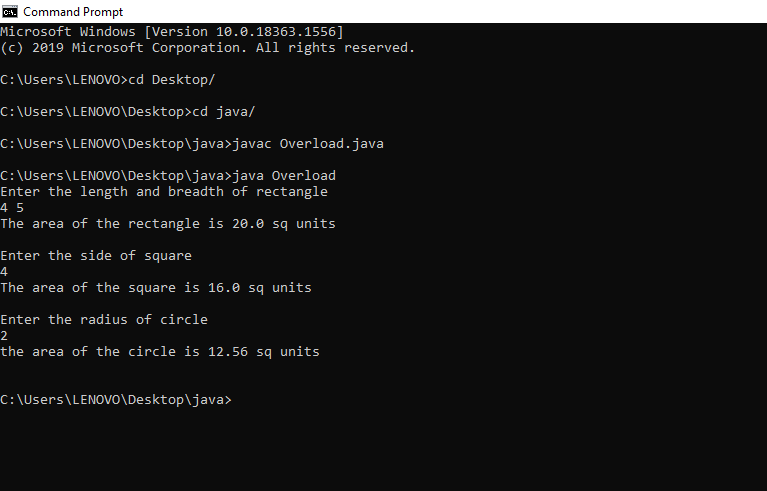 Command Prompt
Microsoft Windows [Version 10.0.18363.1556]
(c) 2019 Microsoft Corporation. All rights reserved.
C:\Users\LENOVO>cd Desktop/
C:\Users\LENOVO\Desktop>cd java/
C:\Users\LENOVO\Desktop\java>javac Overload.java
C:\Users\LENOVO\Desktop\java>java Overload
Enter the length and breadth of rectangle
4 5
The area of the rectangle is 20.0 sq units
Enter the side of square
4
The area of the square is 16.0 sq units
Enter the radius of circle
2
the area of the circle is 12.56 sq units
C:\Users\LENOVO\Desktop\java>